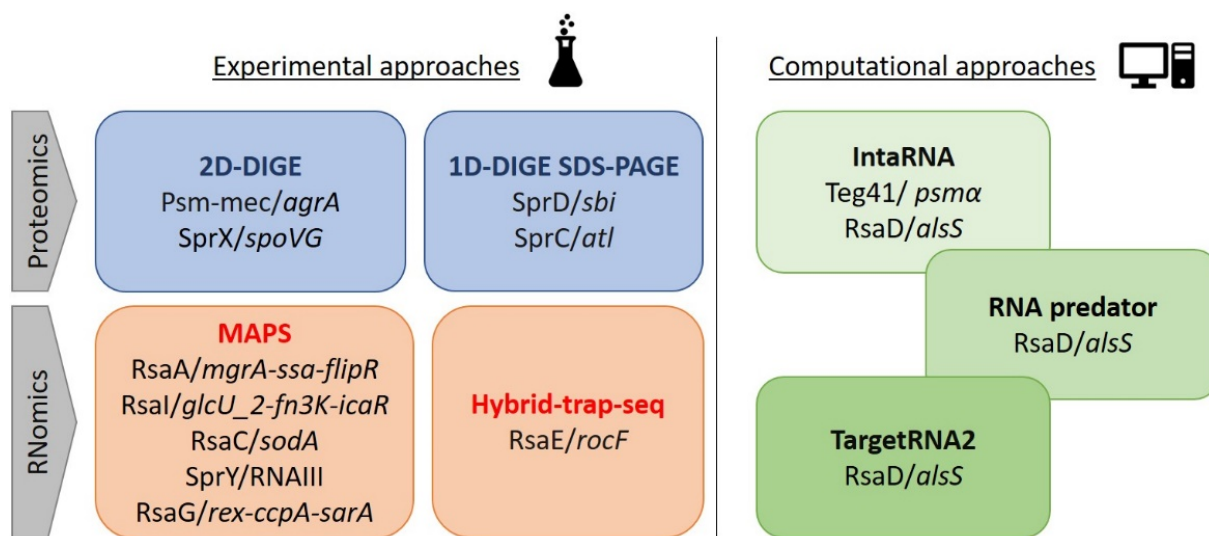 Experimental approaches
Computational approaches
Proteomics
2D-DIGE
Psm-mec/agrA
SprX/spoVG
1D-DIGE SDS-PAGE
SprD/sbi
SprC/atl
IntaRNA
Teg41/ psmα
RsaD/alsS
RNA predator
RsaD/alsS
TargetRNA2
RsaD/alsS
RNomics
MAPS
RsaA/mgrA-ssa-flipR
RsaI/glcU_2-fn3K-icaR
RsaC/sodA
SprY/RNAIII
RsaG/rex-ccpA-sarA
Hybrid-trap-seq
RsaE/rocF